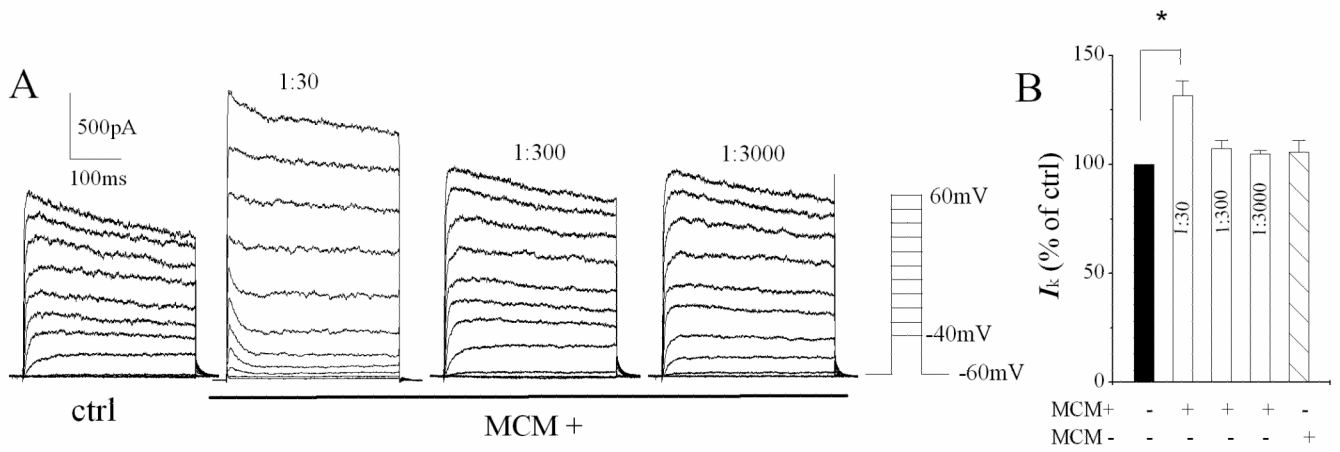 A
500pA
100ms
1:30
1:300
1:3000
60mV
-40mV
-60mV
ctrl
MCM +
B
*
150
100
50
0
Ik (% of ctrl)
1:30
1:300
1:3000
MCM+ - + + + -
MCM - - - - - +